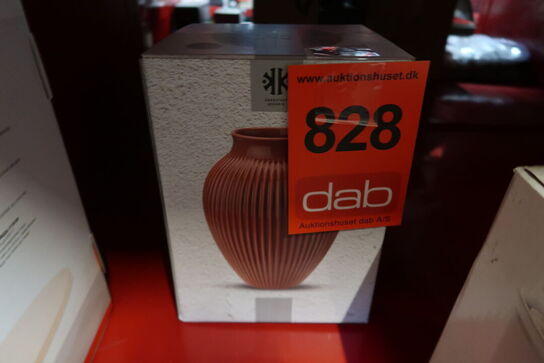 www.auktionshuset.dk
828
dab
Auktionshuset dab A/S